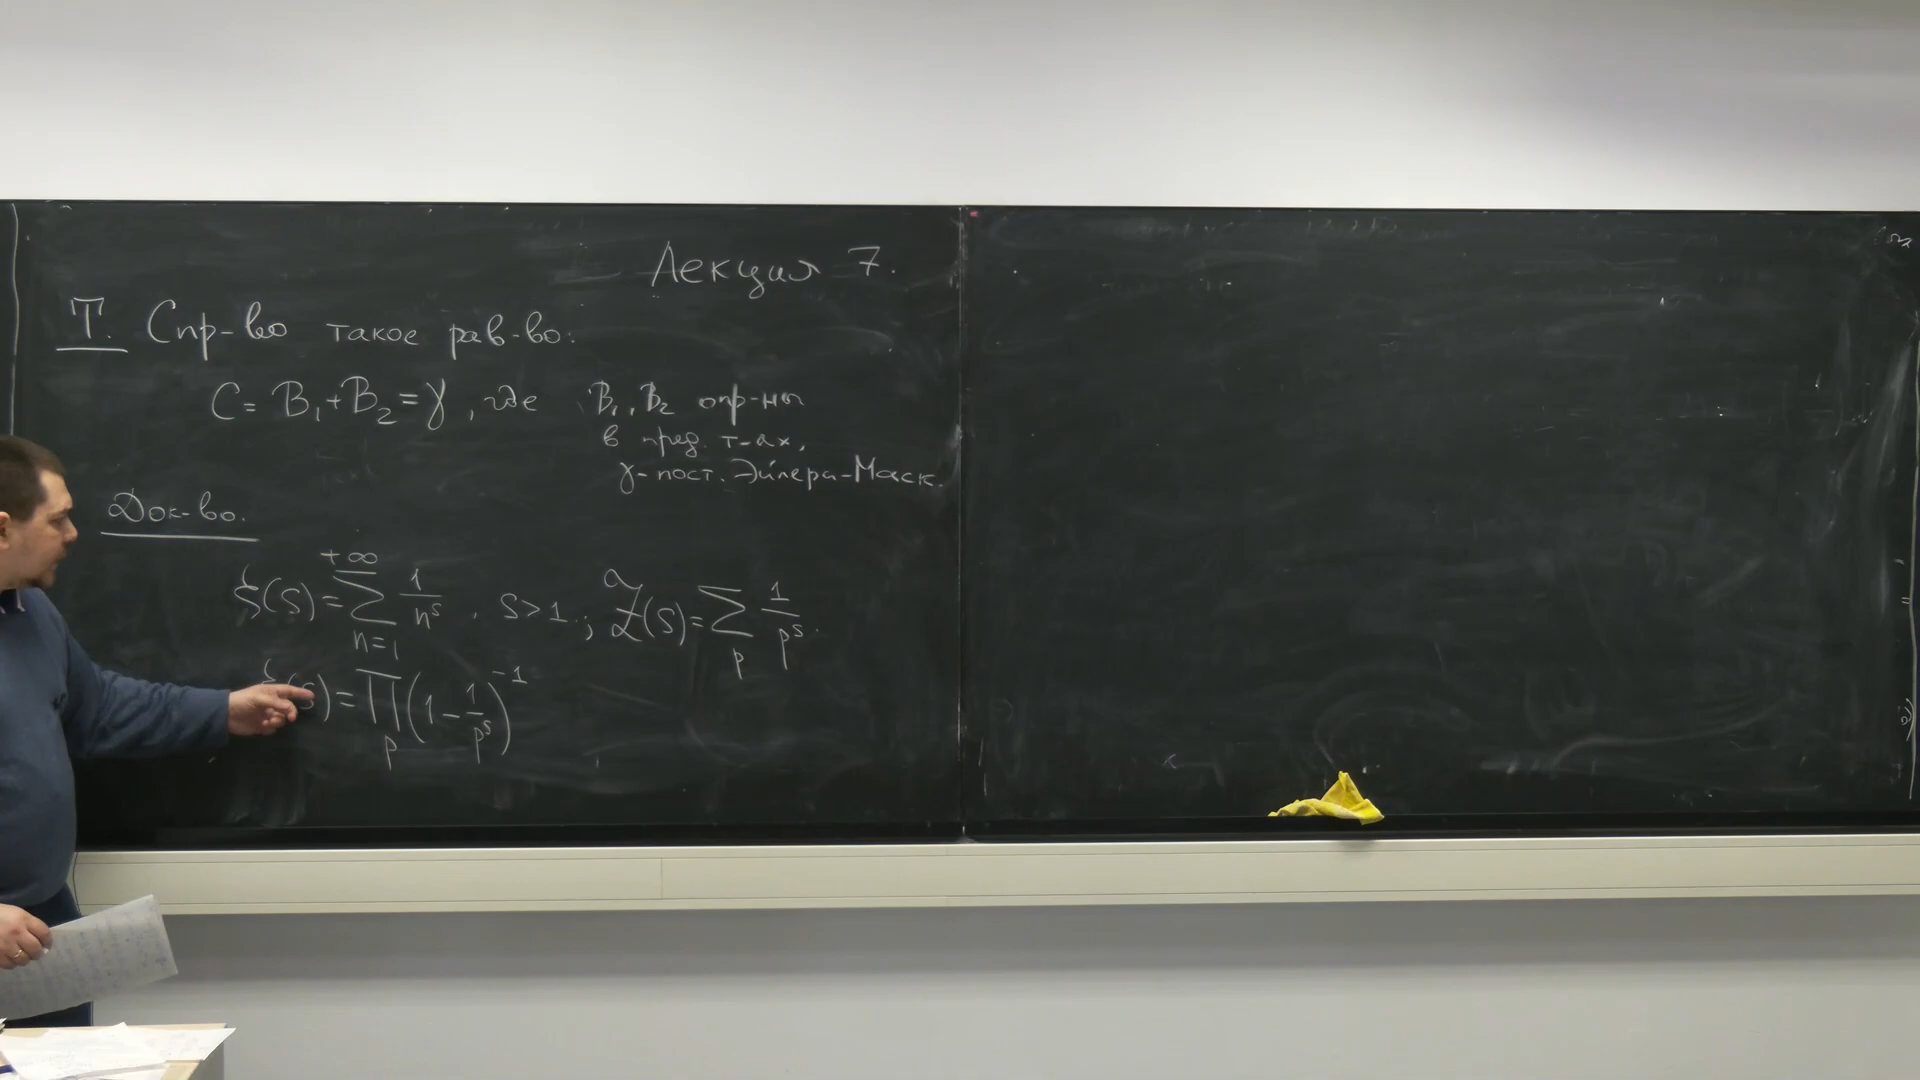 Лекция 7.
Т. Спр-во такое рав-во:
C = B₁+B₂ = γ, где B₁, B₂ опр-ны
в пред. т-ах,
γ - пост. Эйлера-Маск.
Док-во.
ζ(s) = ∑_{n=1}^{+∞} 1/n^s, s>1.; Z̃(s) = ∑_p 1/p^s.
ζ(s) = ∏_p (1 - 1/p^s)^{-1}